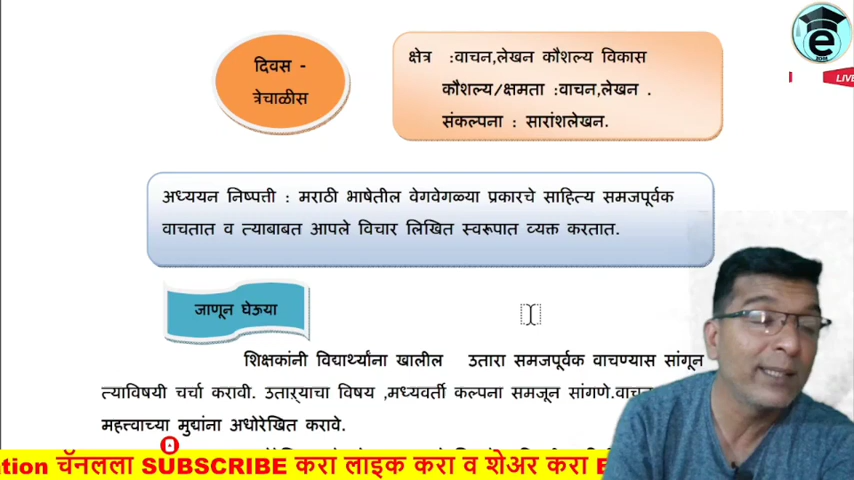 दिवस -
त्रेचाळीस
क्षेत्र :वाचन,लेखन कौशल्य विकास
कौशल्य/क्षमता :वाचन,लेखन .
संकल्पना : सारांशलेखन.
e
LIVE
अध्ययन निष्पत्ती : मराठी भाषेतील वेगवेगळ्या प्रकारचे साहित्य समजपूर्वक
वाचतात व त्याबाबत आपले विचार लिखित स्वरूपात व्यक्त करतात.
जाणून घेऊया
शिक्षकांनी विद्यार्थ्यांना खालील उतारा समजपूर्वक वाचण्यास सांगून
त्याविषयी चर्चा करावी. उताऱ्याचा विषय ,मध्यवर्ती कल्पना समजून सांगणे.वाचन
महत्त्वाच्या मुद्यांना अधोरेखित करावे.
ation चॅनलला SUBSCRIBE करा लाइक करा व शेअर करा E